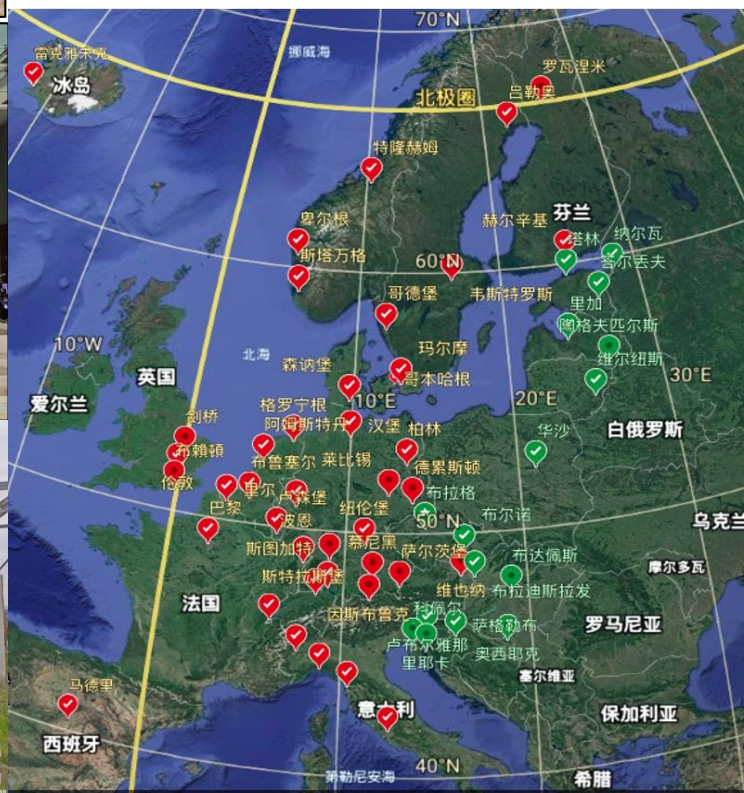 70°N
雷克雅未克
挪威海
罗瓦涅米
冰岛
北极圈
吕勒奥
特隆赫姆
卑尔根
赫尔辛基
芬兰
塔林
纳尔瓦
斯塔万格
60°N
塔尔丢夫
哥德堡
韦斯特罗斯
里加
陶格夫匹尔斯
10°W
北海
玛尔摩
维尔纽斯
森讷堡
哥本哈根
30°E
英国
10°E
20°E
爱尔兰
格罗宁根
剑桥
阿姆斯特丹
汉堡
柏林
华沙
白俄罗斯
布赖顿
布鲁塞尔
莱比锡
德累斯顿
伦敦
里尔
卢森堡
布拉格
巴黎
纽伦堡
50°N
布尔诺
乌克兰
波恩
斯图加特
慕尼黑
萨尔茨堡
布达佩斯
摩尔多瓦
斯特拉斯堡
维也纳
布拉迪斯拉发
法国
因斯布鲁克
科佩尔
萨格勒布
罗马尼亚
卢布尔雅那
奥西耶克
里耶卡
塞尔维亚
马德里
意大利
保加利亚
西班牙
40°N
第勒尼安海
希腊